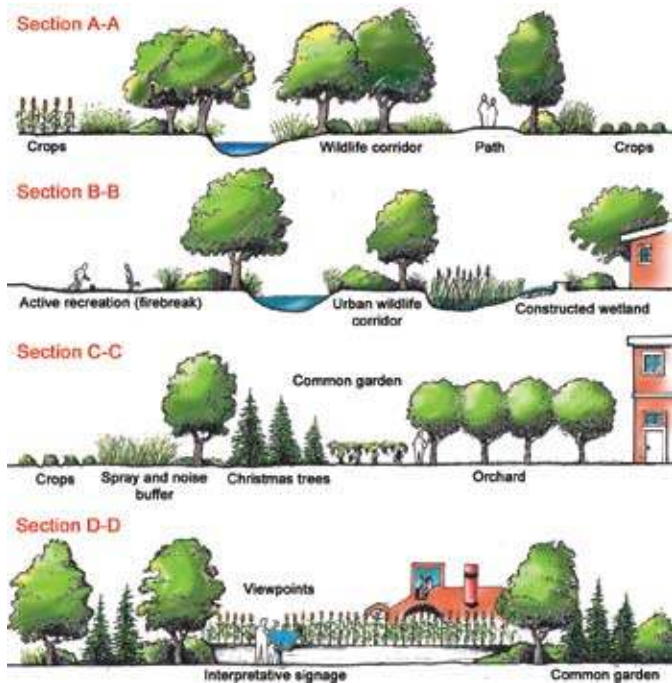 Section A-A
Crops
Wildlife corridor
Path
Crops
Section B-B
Active recreation (firebreak)
Urban wildlife
corridor
Constructed wetland
Section C-C
Common garden
Crops
Spray and noise
buffer
Christmas trees
Orchard
Section D-D
Viewpoints
Interpretative signage
Common garden